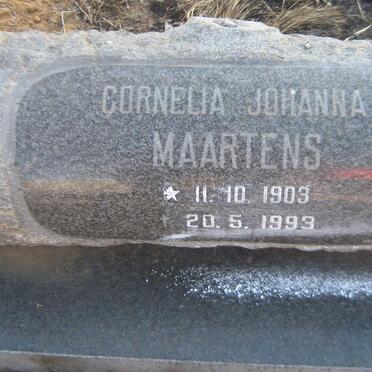 CORNELIA JOHANNA
MAARTENS
★ 11. 10. 1903
† 20. 5. 1993